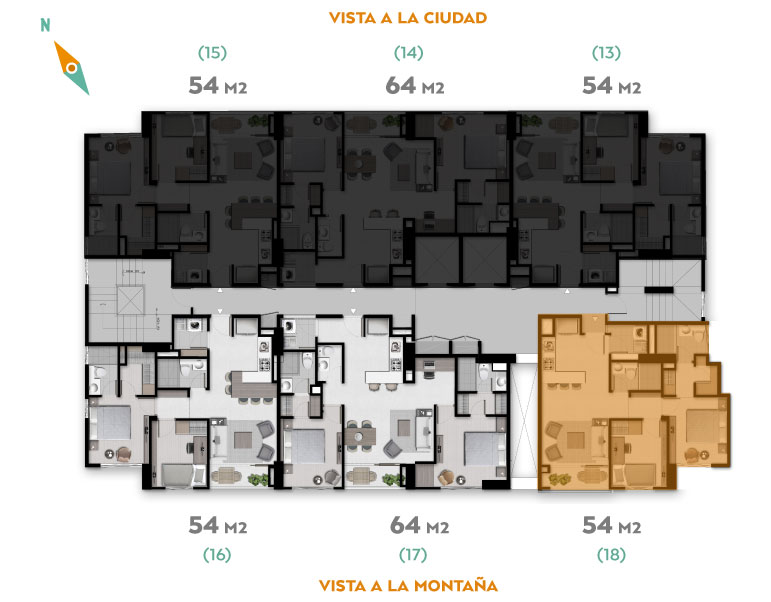 VISTA A LA CIUDAD
N
(15) (14) (13)
54 M2 64 M2 54 M2
54 M2 64 M2 54 M2
(16) (17) (18)
VISTA A LA MONTAÑA